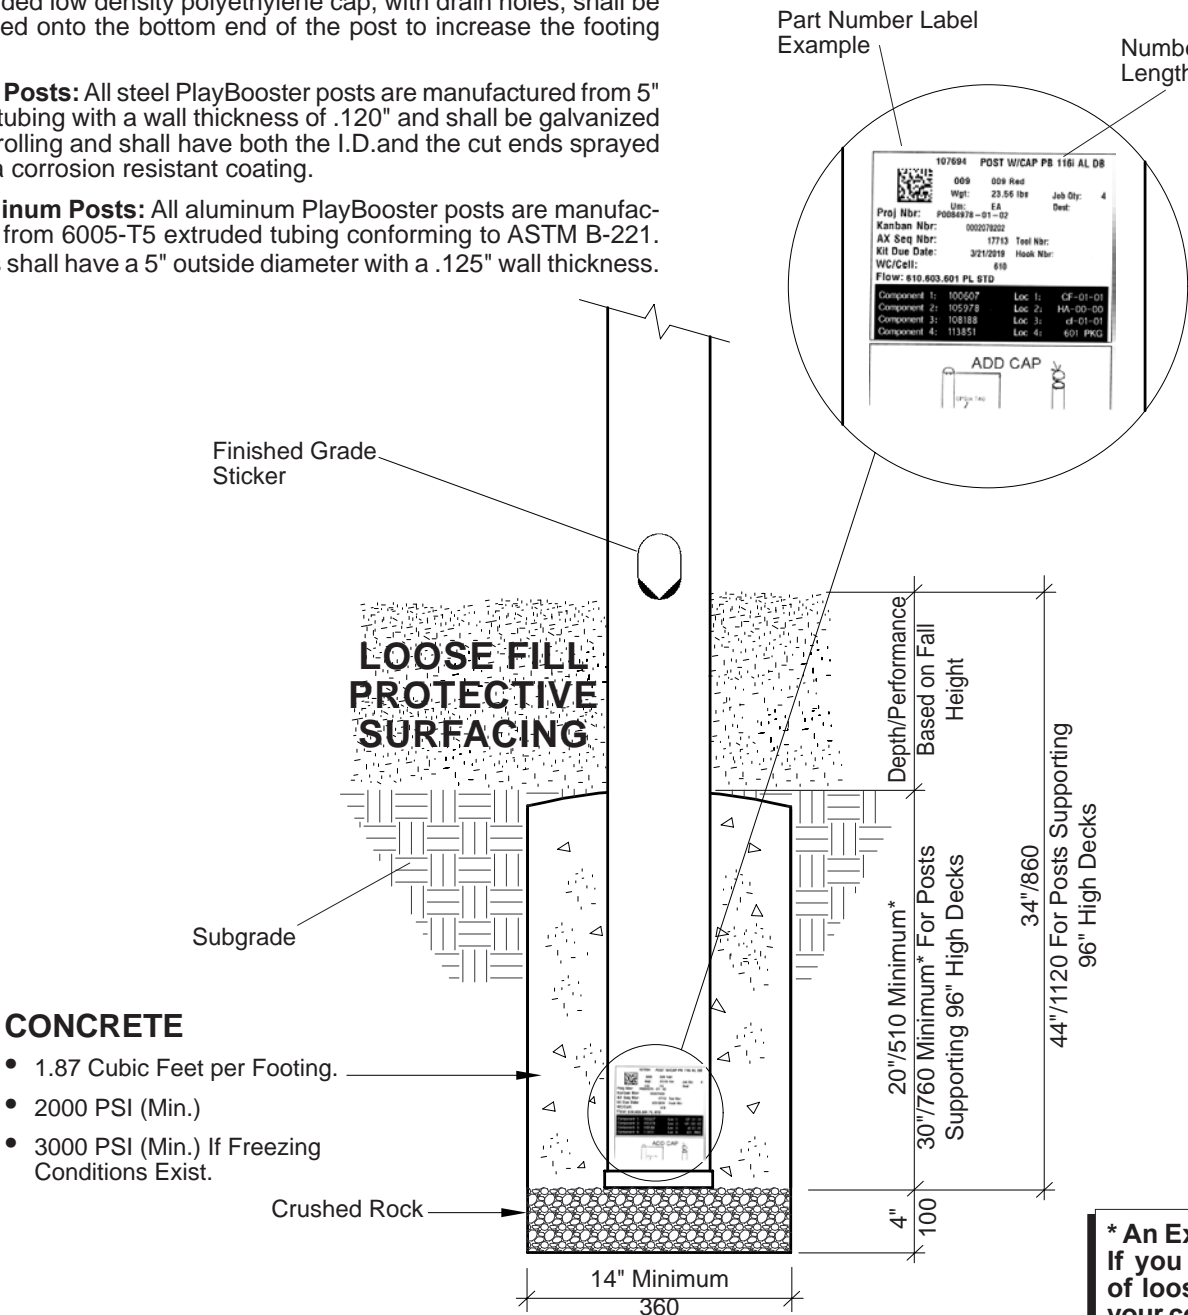 ded low density polyethylene cap, with drain holes, shall be
ed onto the bottom end of the post to increase the footing
Posts: All steel PlayBooster posts are manufactured from 5"
tubing with a wall thickness of .120" and shall be galvanized
rolling and shall have both the I.D.and the cut ends sprayed
a corrosion resistant coating.
inum Posts: All aluminum PlayBooster posts are manufac-
from 6005-T5 extruded tubing conforming to ASTM B-221.
s shall have a 5" outside diameter with a .125" wall thickness.
Part Number Label
Example
Numbe
Length
107694 POST W/CAP PB 116i AL DB
009 009 Red
Wgt: 23.56 lbs Job Qty: 4
Um: EA Dest:
Proj Nbr: P0084978-01-02
Kanban Nbr: 0002078202
AX Seq Nbr: 17713 Tool Nbr:
Kit Due Date: 3/21/2019 Hook Nbr:
WC/Cell: 610
Flow: 610.603.601 PL STD
Component 1: 100607 Loc 1: CF-01-01
Component 2: 105978 Loc 2: HA-00-00
Component 3: 108188 Loc 3: cl-01-01
Component 4: 113851 Loc 4: 601 PKG
ADD CAP
Finished Grade
Sticker
LOOSE FILL
PROTECTIVE
SURFACING
Depth/Performance
Based on Fall
Height
Subgrade
20"/510 Minimum*
30"/760 Minimum* For Posts
Supporting 96" High Decks
34"/860
44"/1120 For Posts Supporting
96" High Decks
CONCRETE
• 1.87 Cubic Feet per Footing.
• 2000 PSI (Min.)
• 3000 PSI (Min.) If Freezing
Conditions Exist.
ADD CAP
Crushed Rock
4"
100
14" Minimum
360
* An Ex
If you
of loos
your co